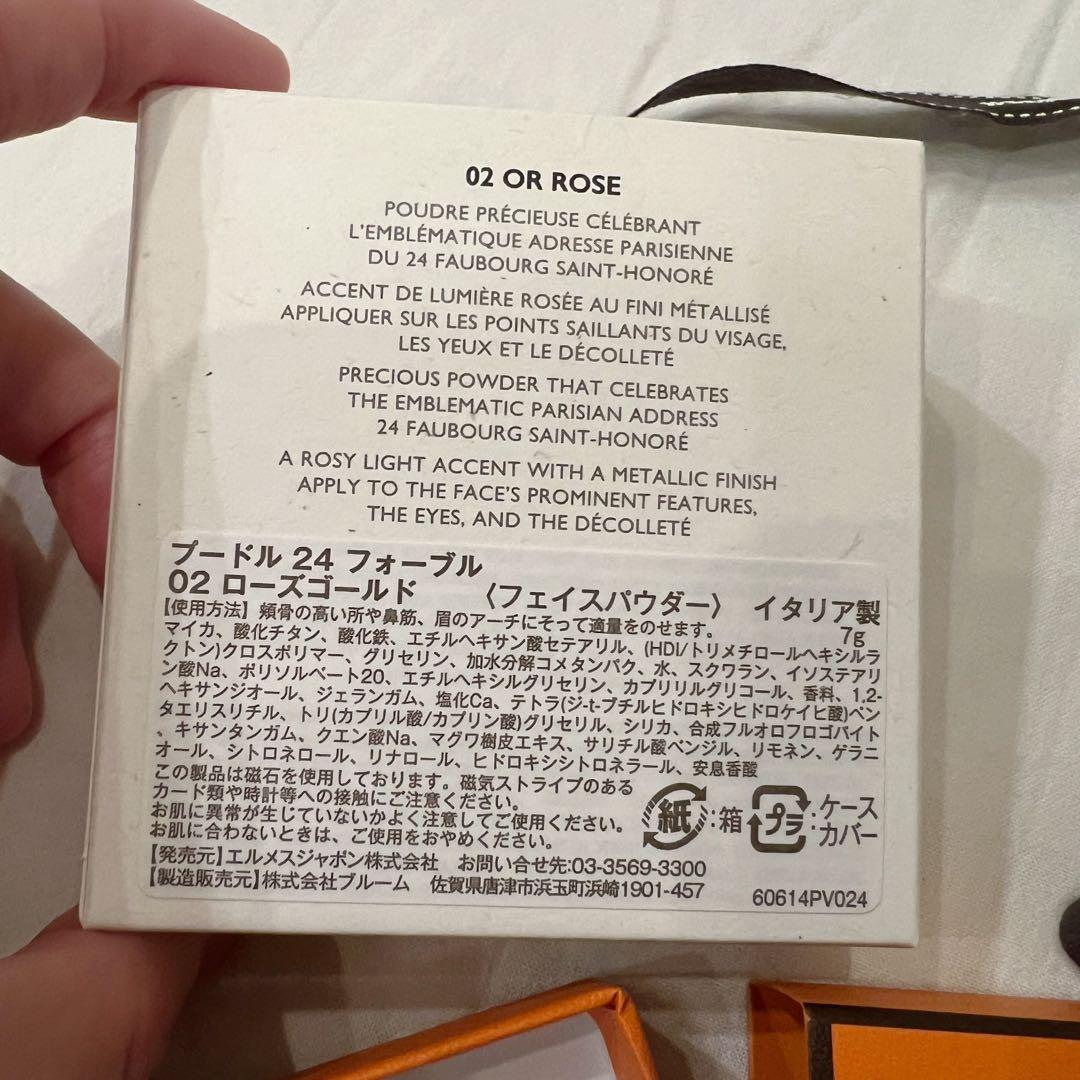 02 OR ROSE
POUDRE PRÉCIEUSE CÉLÉBRANT
L'EMBLÉMATIQUE ADRESSE PARISIENNE
DU 24 FAUBOURG SAINT-HONORÉ
ACCENT DE LUMIÈRE ROSÉE AU FINI MÉTALLISÉ
APPLIQUER SUR LES POINTS SAILLANTS DU VISAGE,
LES YEUX ET LE DÉCOLLETÉ
PRECIOUS POWDER THAT CELEBRATES
THE EMBLEMATIC PARISIAN ADDRESS
24 FAUBOURG SAINT-HONORÉ
A ROSY LIGHT ACCENT WITH A METALLIC FINISH
APPLY TO THE FACE'S PROMINENT FEATURES,
THE EYES, AND THE DÉCOLLETÉ
プードル 24 フォーブル
02 ローズゴールド 〈フェイスパウダー〉 イタリア製
【使用方法】頬骨の高い所や鼻筋、眉のアーチにそって適量をのせます。 7g
マイカ、酸化チタン、酸化鉄、エチルヘキサン酸セテアリル、(HDI/トリメチロールヘキシルラ
クトン)クロスポリマー、グリセリン、加水分解コメタンパク、水、スクワラン、イソステアリ
ン酸Na、ポリソルベート20、エチルヘキシルグリセリン、カプリリルグリコール、香料、1,2-
ヘキサンジオール、ジェランガム、塩化Ca、テトラ(ジ-t-ブチルヒドロキシヒドロケイヒ酸)ペン
タエリスリチル、トリ(カプリル酸/カプリン酸)グリセリル、シリカ、合成フルオロフロゴパイト
、キサンタンガム、クエン酸Na、マグワ樹皮エキス、サリチル酸ベンジル、リモネン、ゲラニ
オール、シトロネロール、リナロール、ヒドロキシシトロネラール、安息香酸
この製品は磁石を使用しております。磁気ストライプのある
カード類や時計等への接触にご注意ください。
お肌に異常が生じていないかよく注意してご使用ください。
お肌に合わないときは、ご使用をおやめください。
紙:箱 プラ:ケース
カバー
【発売元】エルメスジャポン株式会社 お問い合せ先:03-3569-3300
【製造販売元】株式会社ブルーム 佐賀県唐津市浜玉町浜崎1901-457
60614PV024